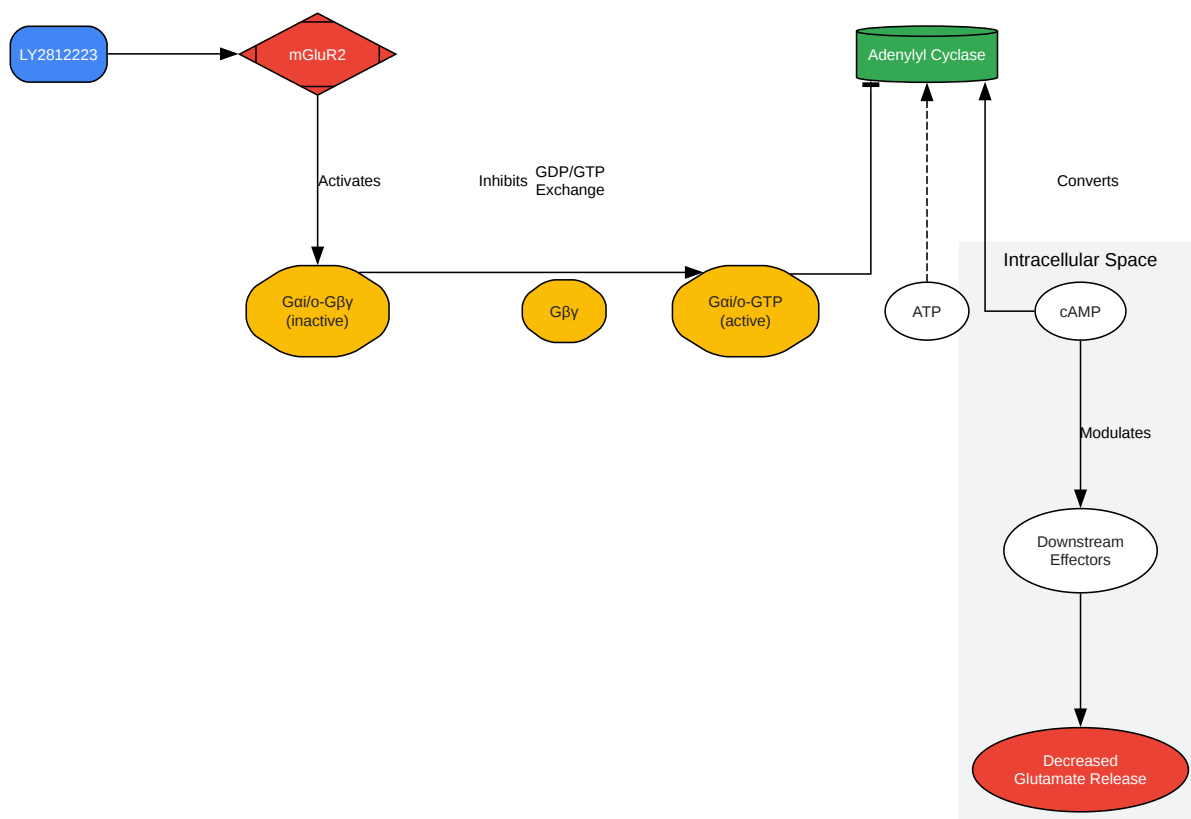 LY2812223
mGluR2
Adenylyl Cyclase
Activates
Inhibits
GDP/GTP
Exchange
Converts
Intracellular Space
Gαi/o-Gβγ
(inactive)
Gβγ
Gαi/o-GTP
(active)
ATP
cAMP
Modulates
Downstream
Effectors
Decreased
Glutamate Release